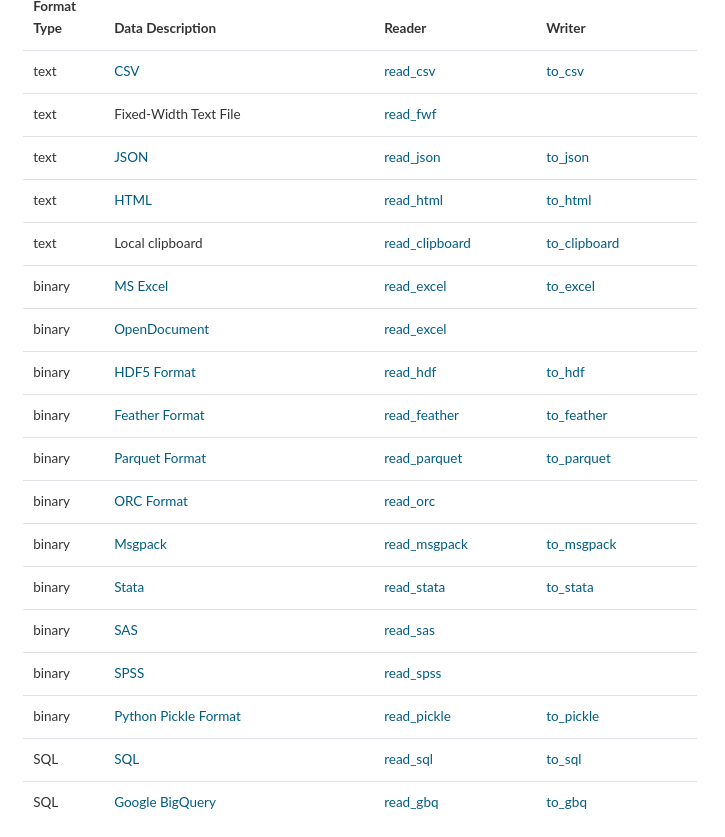 Format
Type Data Description Reader Writer
text CSV read_csv to_csv
text Fixed-Width Text File read_fwf
text JSON read_json to_json
text HTML read_html to_html
text Local clipboard read_clipboard to_clipboard
binary MS Excel read_excel to_excel
binary OpenDocument read_excel
binary HDF5 Format read_hdf to_hdf
binary Feather Format read_feather to_feather
binary Parquet Format read_parquet to_parquet
binary ORC Format read_orc
binary Msgpack read_msgpack to_msgpack
binary Stata read_stata to_stata
binary SAS read_sas
binary SPSS read_spss
binary Python Pickle Format read_pickle to_pickle
SQL SQL read_sql to_sql
SQL Google BigQuery read_gbq to_gbq